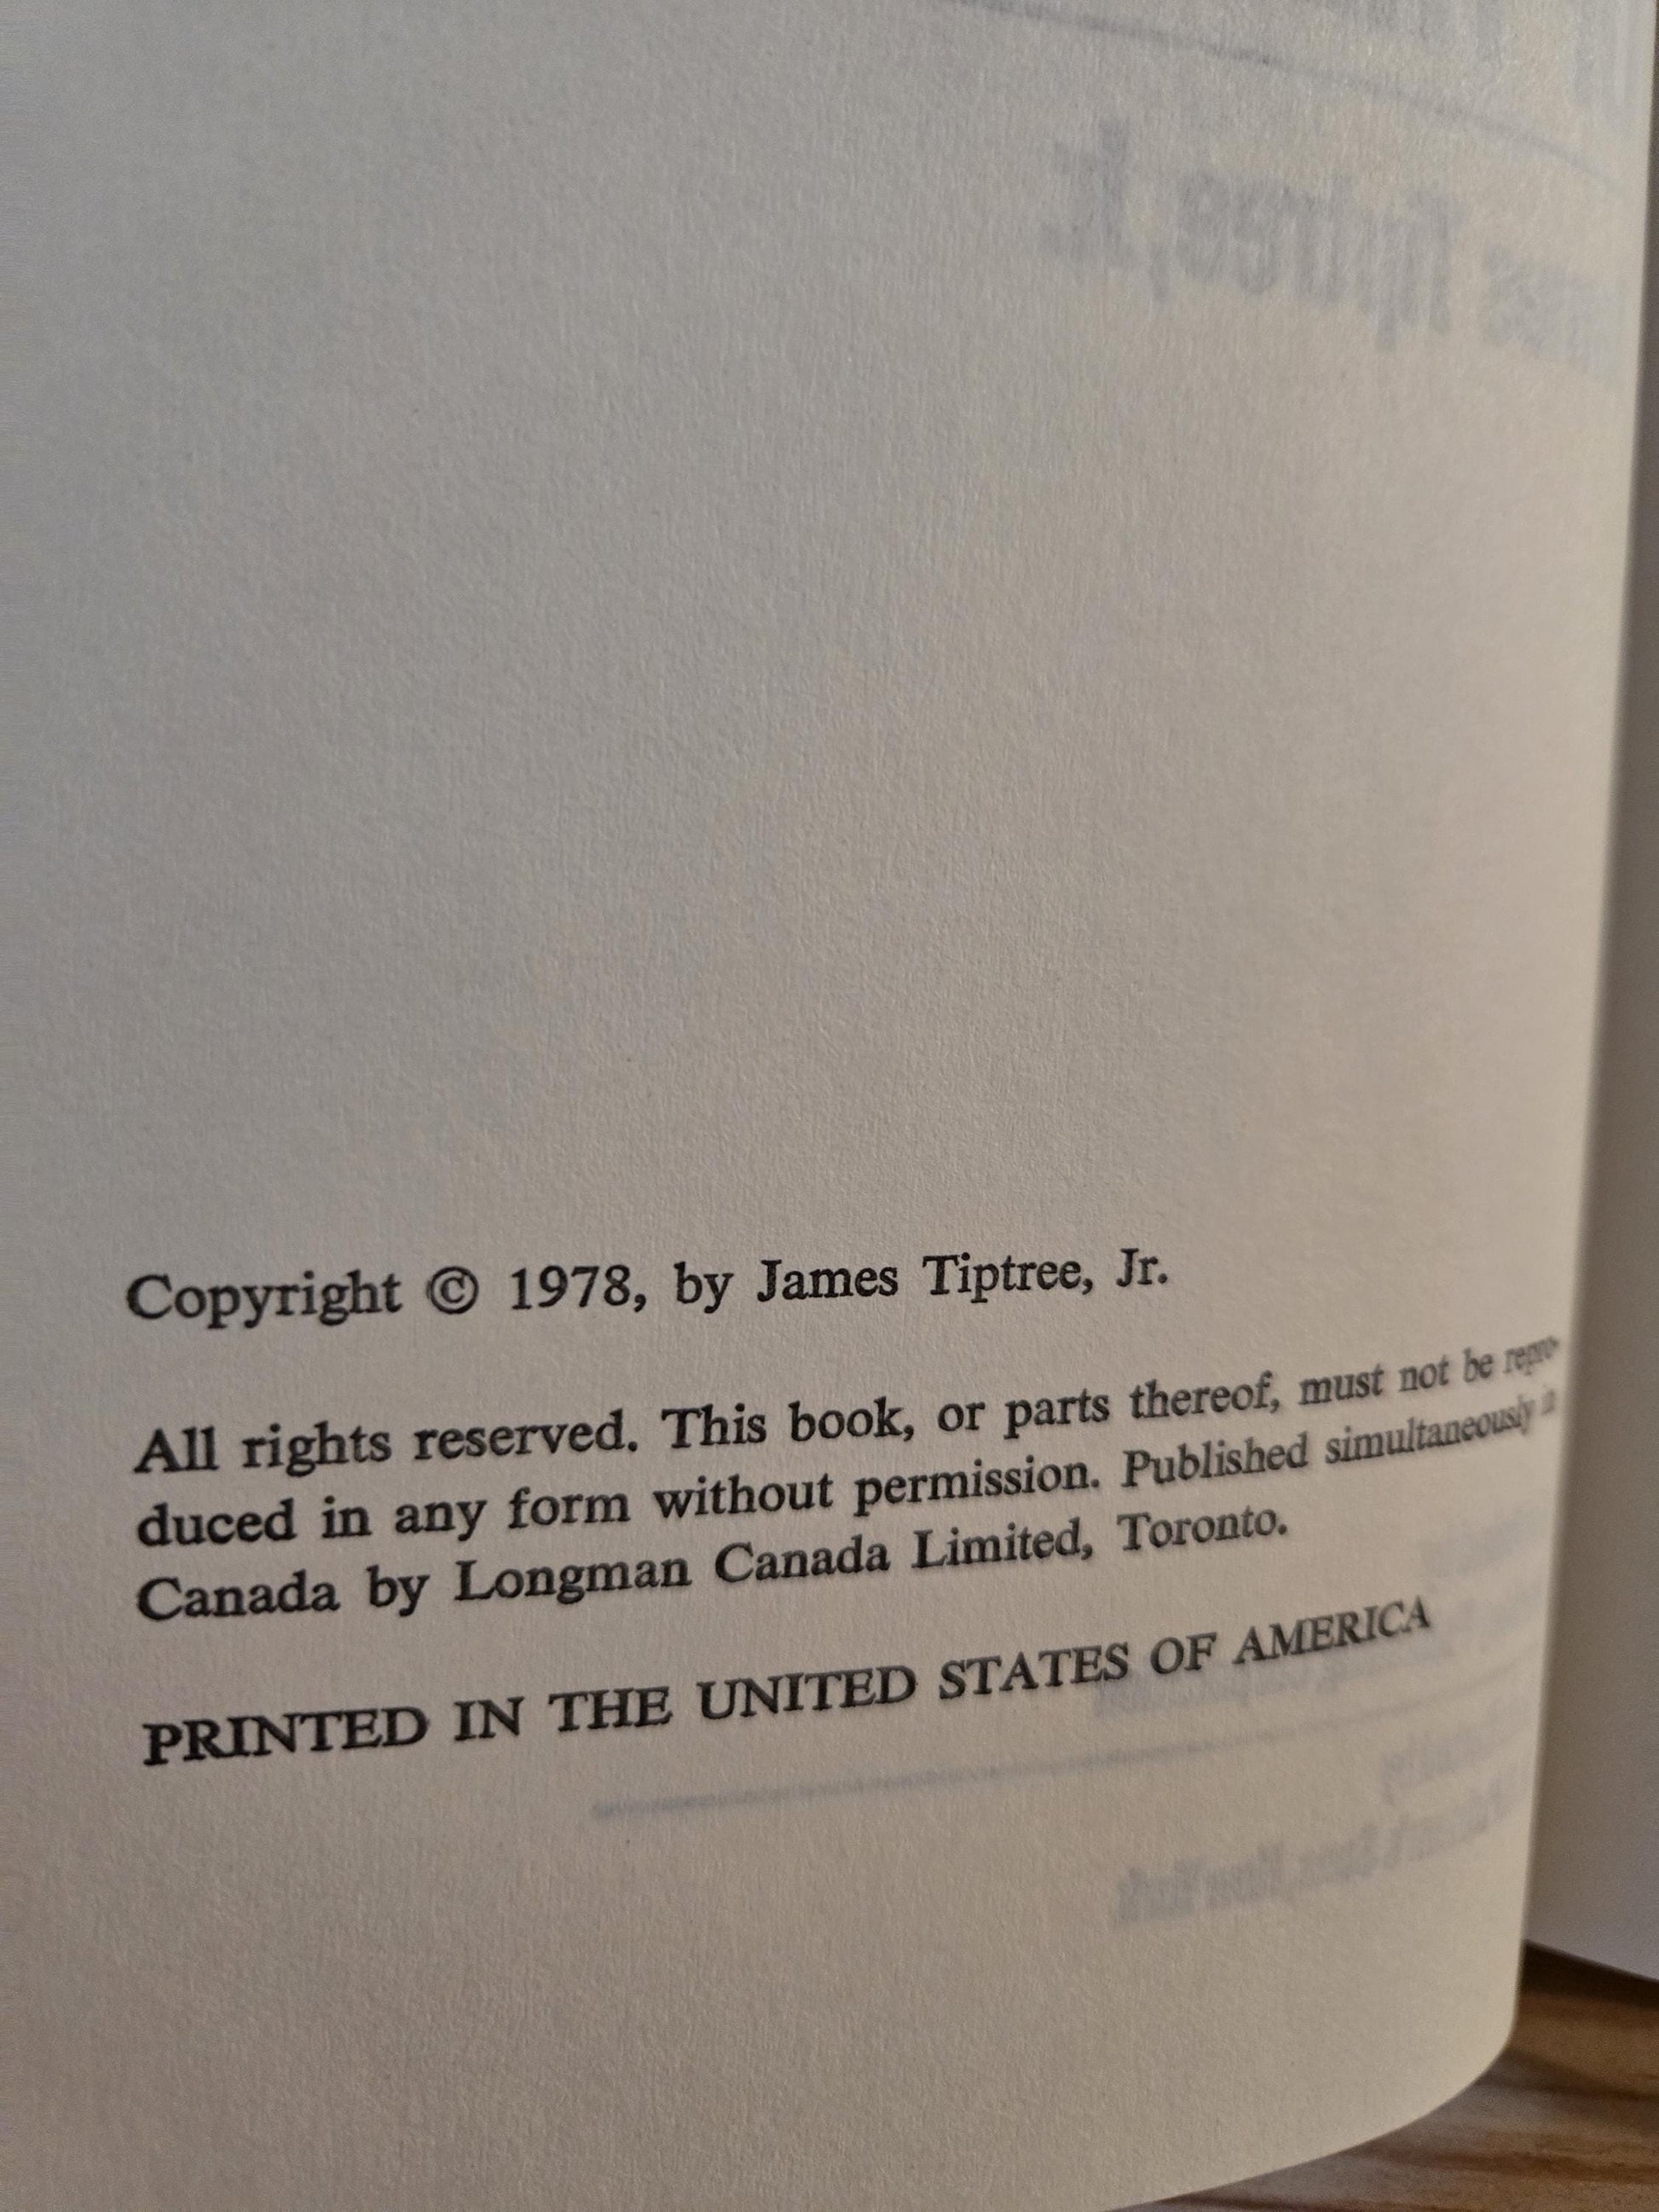 Tiptree, Jr.
Copyright © 1978, by James Tiptree, Jr.
All rights reserved. This book, or parts thereof, must not be repro-
duced in any form without permission. Published simultaneously
Canada by Longman Canada Limited, Toronto.
PRINTED IN THE UNITED STATES OF AMERICA